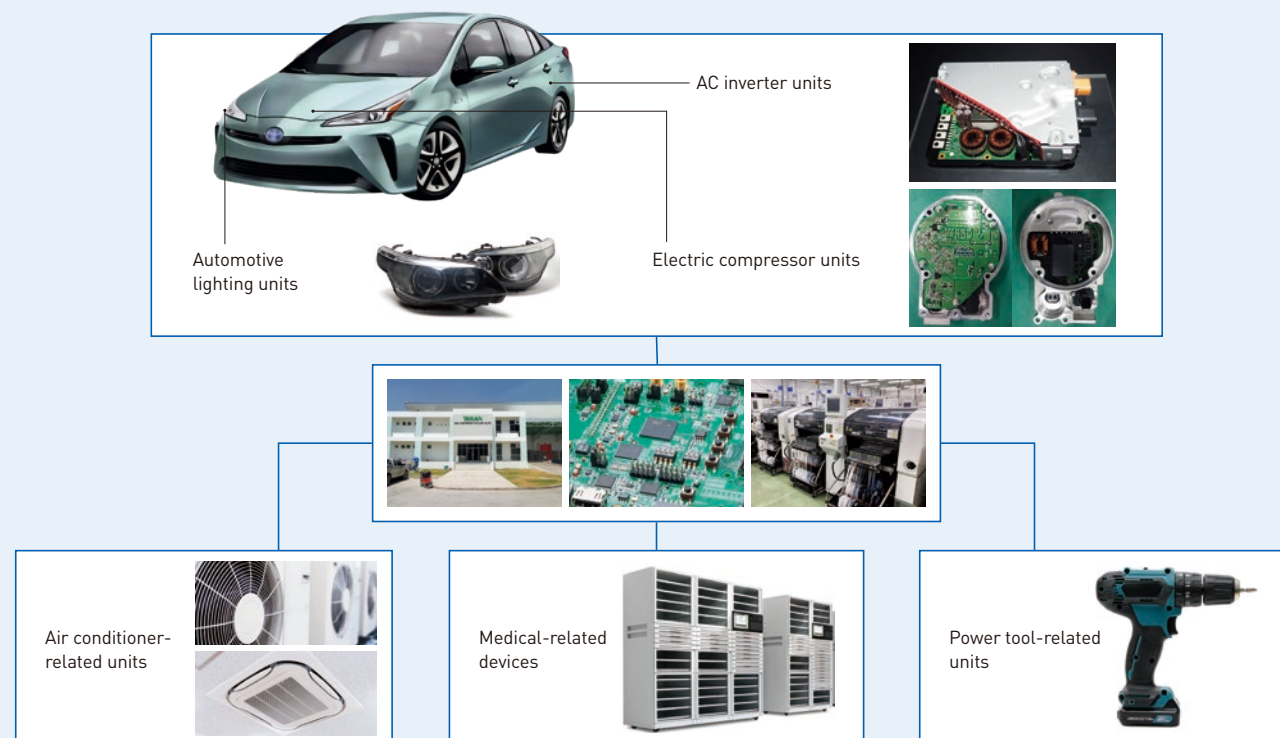 AC inverter units
Automotive
lighting units
Electric compressor units
Air conditioner-
related units
Medical-related
devices
Power tool-related
units